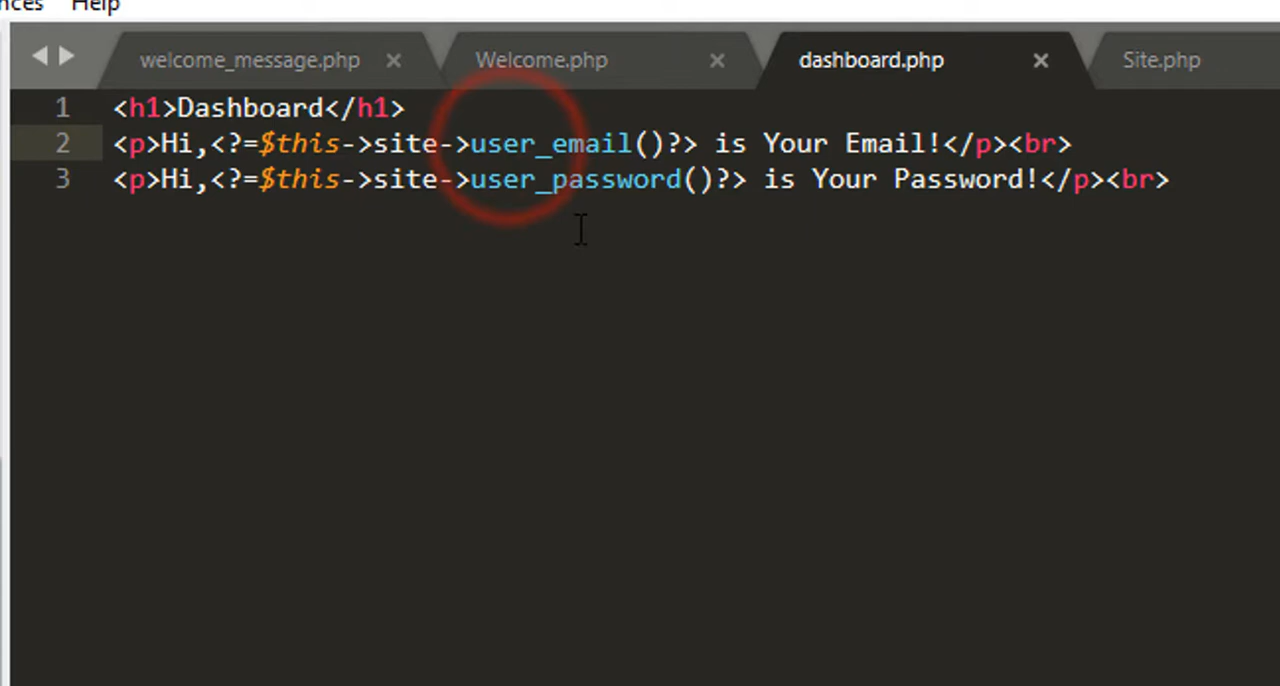 nces Help
welcome_message.php × Welcome.php × dashboard.php × Site.php
1 <h1>Dashboard</h1>
2 <p>Hi,<?=$this->site->user_email()?> is Your Email!</p><br>
3 <p>Hi,<?=$this->site->user_password()?> is Your Password!</p><br>